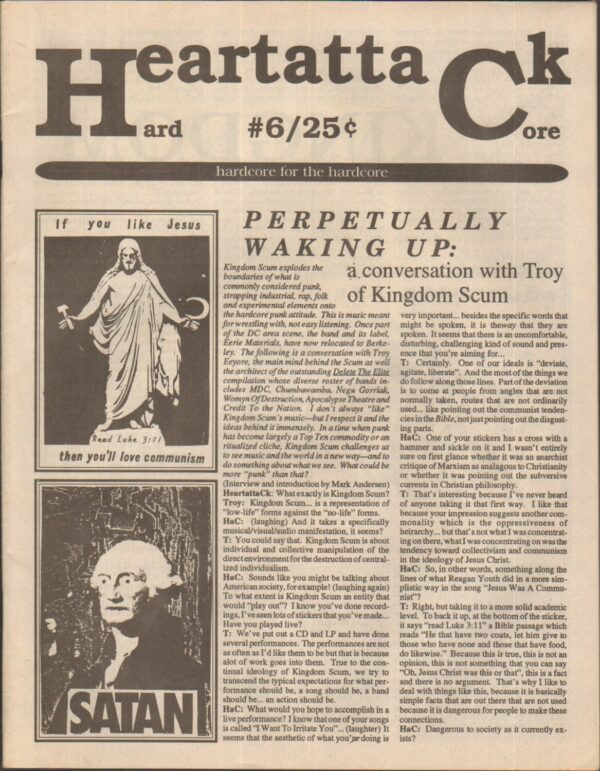 HeartattaCk
Hard #6/25¢ Core
hardcore for the hardcore
If you like Jesus
Read Luke 3:11
then you'll love communism
SATAN
PERPETUALLY
WAKING UP:
a conversation with Troy
of Kingdom Scum
Kingdom Scum explodes the
boundaries of what is
commonly considered punk,
strapping industrial, rap, folk
and experimental elements onto
the hardcore punk attitude. This is music meant
for wrestling with, not easy listening. Once part
of the DC area scene, the band and its label,
Eerie Materials, have now relocated to Berke-
ley. The following is a conversation with Troy
Eeyore, the main mind behind the Scum as well
the architect of the outstanding Delete The Elite
compilation whose diverse roster of bands in-
cludes MDC, Chumbawamba, Negu Gorriak,
Womyn Of Destruction, Apocalypse Theatre and
Credit To the Nation. I don't always "like"
Kingdom Scum's music—but I respect it and the
ideas behind it immensely. In a time when punk
has become largely a Top Ten commodity or an
ritualized cliche, Kingdom Scum challenges us
to see music and the world in a new way—and to
do something about what we see. What could be
more "punk" than that?
(Interview and introduction by Mark Andersen)
HeartattaCk: What exactly is Kingdom Scum?
Troy: Kingdom Scum... is a representation of
"low-life" forms against the "no-life" forms.
HaC: (laughing) And it takes a specifically
musical/visual/audio manifestation, it seems?
T: You could say that. Kingdom Scum is about
individual and collective manipulation of the
direct environment for the destruction of central-
ized individualism.
HaC: Sounds like you might be talking about
American society, for example! (laughing again)
To what extent is Kingdom Scum an entity that
would "play out"? I know you've done record-
ings, I've seen lots of stickers that you've made...
Have you played live?
T: We've put out a CD and LP and have done
several performances. The performances are not
as often as I'd like them to be but that is because
alot of work goes into them. True to the con-
tinual ideology of Kingdom Scum, we try to
transcend the typical expectations for what per-
formance should be, a song should be, a band
should be... an action should be.
HaC: What would you hope to accomplish in a
live performance? I know that one of your songs
is called "I Want To Irritate You"... (laughter) It
seems that the aesthetic of what you're doing is
very important... besides the specific words that
might be spoken, it is the way that they are
spoken. It seems that there is an uncomfortable,
disturbing, challenging kind of sound and pres-
ence that you're aiming for...
T: Certainly. One of our ideals is "deviate,
agitate, liberate". And the most of the things we
do follow along those lines. Part of the deviation
is to come at people from angles that are not
normally taken, routes that are not ordinarily
used... like pointing out the communist tenden-
cies in the Bible, not just pointing out the disgust-
ing parts.
HaC: One of your stickers has a cross with a
hammer and sickle on it and I wasn't entirely
sure on first glance whether it was an anarchist
critique of Marxism as analagous to Christianity
or whether it was pointing out the subversive
currents in Christian philosophy.
T: That's interesting because I've never heard
of anyone taking it that first way. I like that
because your impression suggests another com-
monality which is the oppressiveness of
heirarchy... but that's not what I was concentrat-
ing on there, what I was concentrating on was the
tendency toward collectivism and communism
in the ideology of Jesus Christ.
HaC: So, in other words, something along the
lines of what Reagan Youth did in a more sim-
plistic way in the song "Jesus Was A Commu-
nist"?
T: Right, but taking it to a more solid academic
level. To back it up, at the bottom of the sticker,
it says "read Luke 3:11" a Bible passage which
reads "He that have two coats, let him give to
those who have none and those that have food,
do likewise." Because this is true, this is not an
opinion, this is not something that you can say
"Oh, Jesus Christ was this or that", this is a fact
and there is no argument. That's why I like to
deal with things like this, because it is basically
simple facts that are out there that are not used
because it is dangerous for people to make these
connections.
HaC: Dangerous to society as it currently ex-
ists?